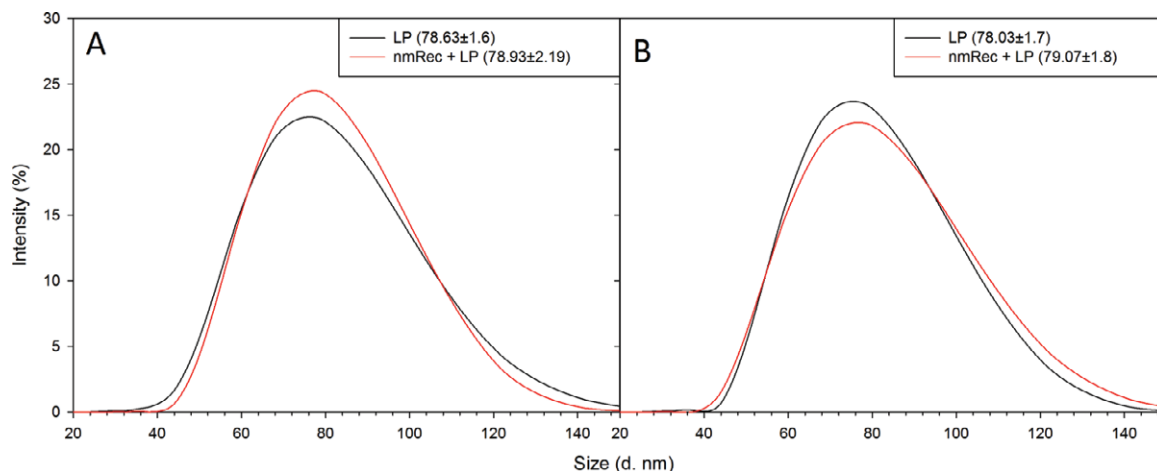 A
LP (78.63±1.6)
nmRec + LP (78.93±2.19)
B
LP (78.03±1.7)
nmRec + LP (79.07±1.8)
Intensity (%)
30
25
20
15
10
5
0
20 40 60 80 100 120 140 20 40 60 80 100 120 140
Size (d. nm)